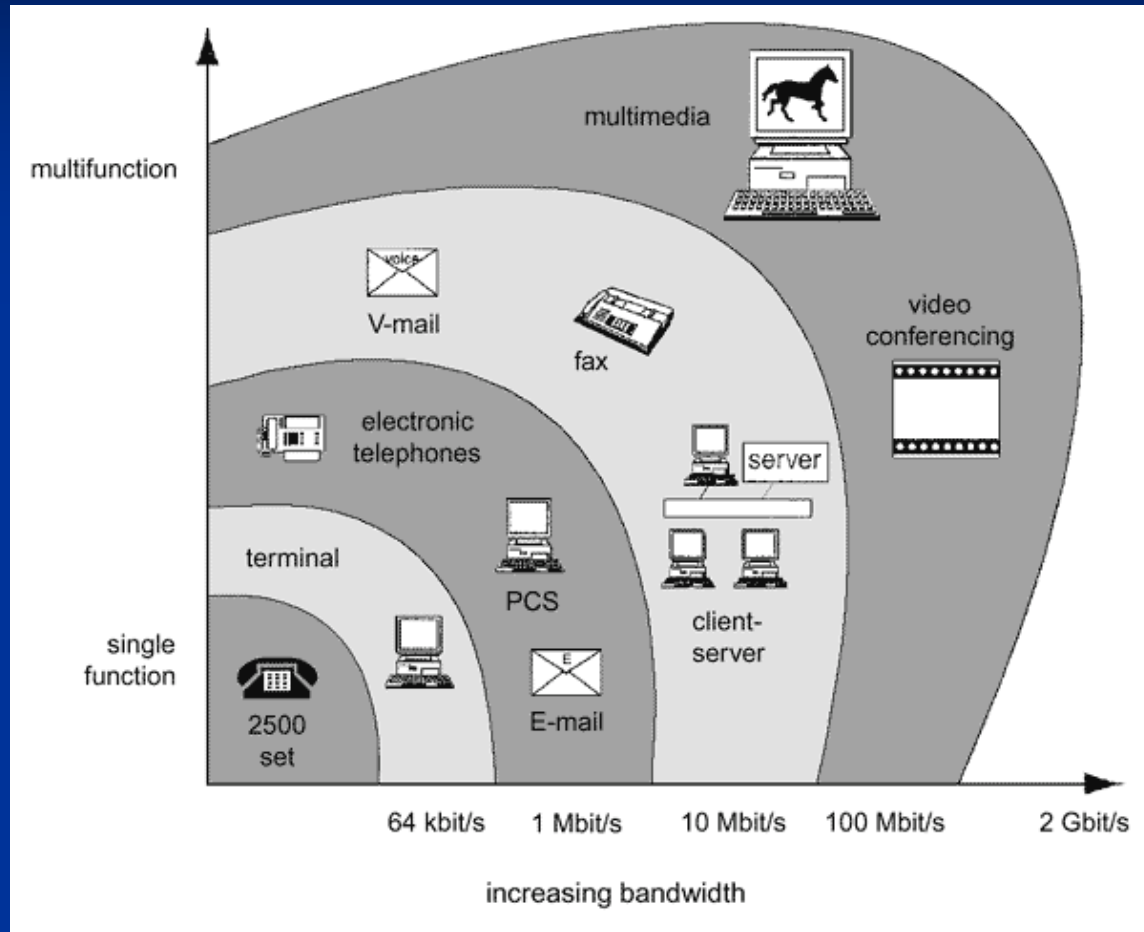 multimedia
multifunction
voice
V-mail
fax
video
conferencing
electronic
telephones
server
terminal
PCS
client-
server
single
function
E
2500
set
E-mail
64 kbit/s
1 Mbit/s
10 Mbit/s
100 Mbit/s
2 Gbit/s
increasing bandwidth